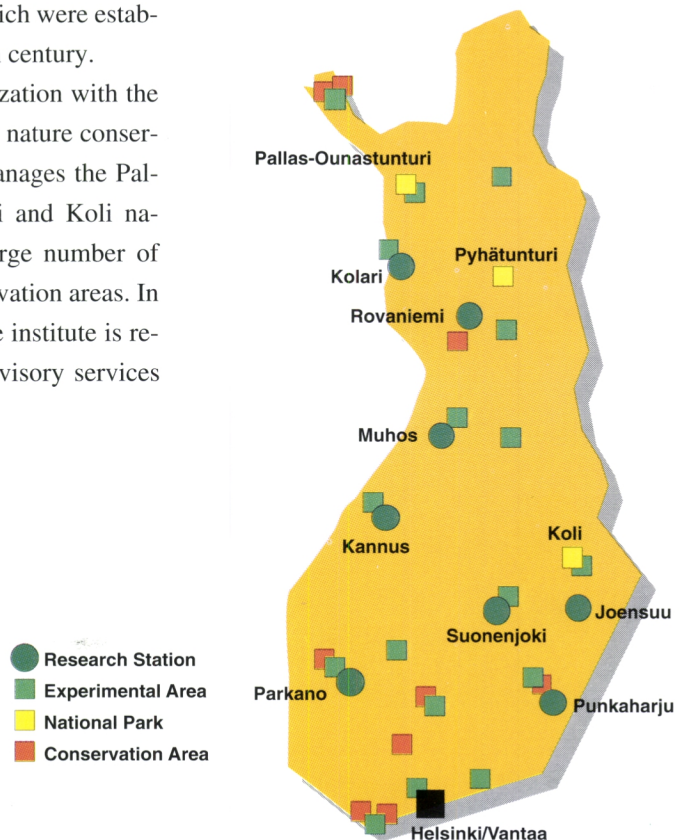 ich were estab-
century.
zation with the
nature conser-
anages the Pal-
i and Koli na-
rge number of
vation areas. In
e institute is re-
visory services
Pallas-Ounastunturi
Pyhätunturi
Kolari
Rovaniemi
Muhos
Kannus
Koli
Joensuu
Suonenjoki
Parkano
Punkaharju
Helsinki/Vantaa
Research Station
Experimental Area
National Park
Conservation Area